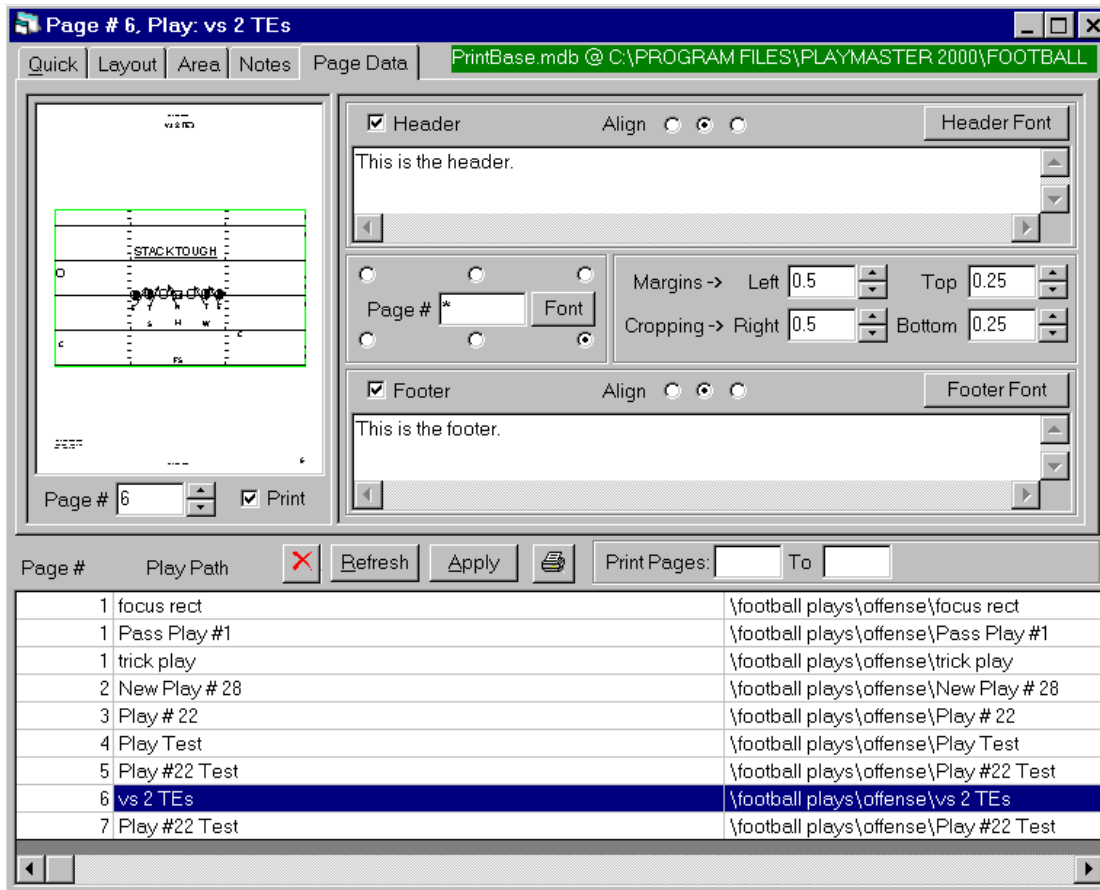 Page # 6, Play: vs 2 TEs
Quick Layout Area Notes Page Data PrintBase.mdb @ C:\PROGRAM FILES\PLAYMASTER 2000\FOOTBALL
vs 2 TEs
STACK TOUGH
S H W
C C
FS
6
Page # 6 Print
Header Align Header Font
This is the header.
Page # * Font
Margins -> Left 0.5 Top 0.25
Cropping -> Right 0.5 Bottom 0.25
Footer Align Footer Font
This is the footer.
Page # Play Path Refresh Apply Print Pages: To
1 focus rect \football plays\offense\focus rect
1 Pass Play #1 \football plays\offense\Pass Play #1
1 trick play \football plays\offense\trick play
2 New Play # 28 \football plays\offense\New Play # 28
3 Play # 22 \football plays\offense\Play # 22
4 Play Test \football plays\offense\Play Test
5 Play #22 Test \football plays\offense\Play #22 Test
6 vs 2 TEs \football plays\offense\vs 2 TEs
7 Play #22 Test \football plays\offense\Play #22 Test